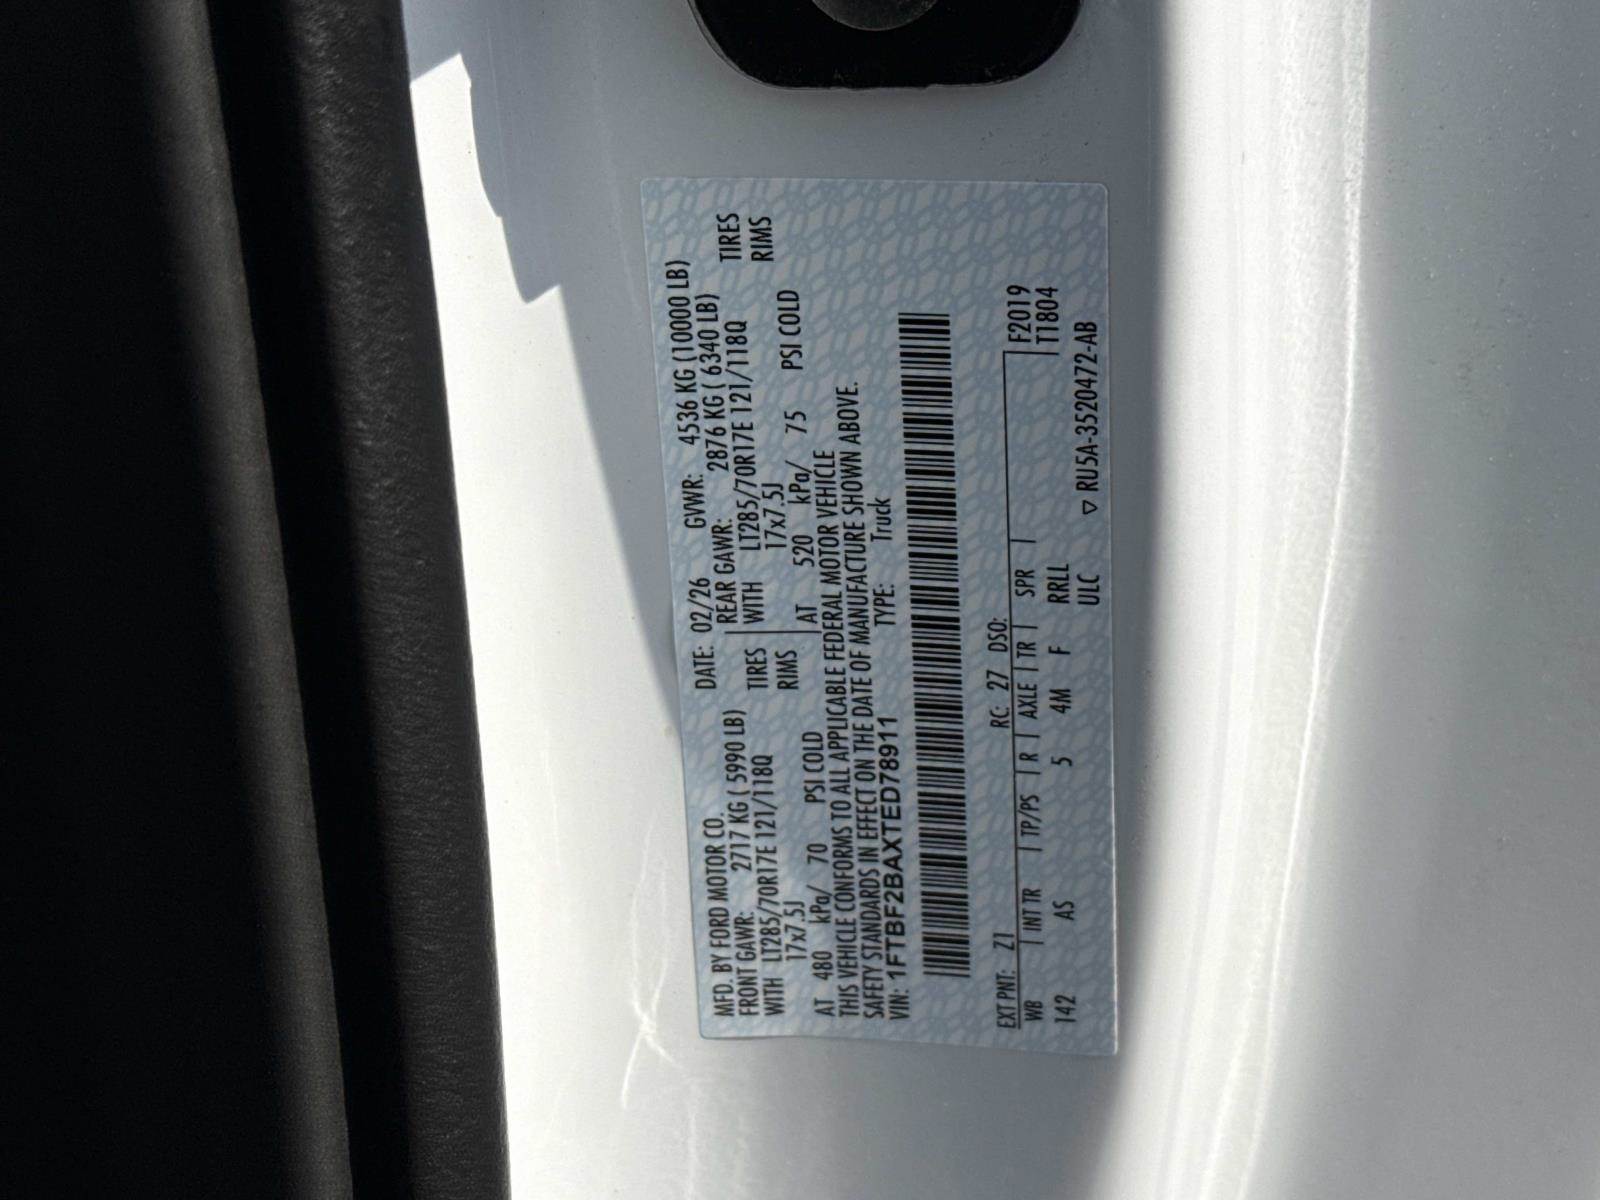 MFD. BY FORD MOTOR CO.
DATE: 02/26 GVWR: 4536 KG (10000 LB)
FRONT GAWR: 2717 KG ( 5990 LB) REAR GAWR: 2876 KG ( 6340 LB)
WITH LT285/70R17E 121/118Q TIRES WITH LT285/70R17E 121/118Q TIRES
17x7.5J RIMS 17x7.5J RIMS
AT 480 kPa/ 70 PSI COLD AT 520 kPa/ 75 PSI COLD
THIS VEHICLE CONFORMS TO ALL APPLICABLE FEDERAL MOTOR VEHICLE
SAFETY STANDARDS IN EFFECT ON THE DATE OF MANUFACTURE SHOWN ABOVE.
VIN: 1FTBF2BAXTED78911 TYPE: Truck
EXT PNT: Z1 RC: 27 DSO: F2019
WB INT TR TP/PS R AXLE TR SPR T1804
142 AS 5 4M F RRLL
ULC ▽ RU5A-3520472-AB